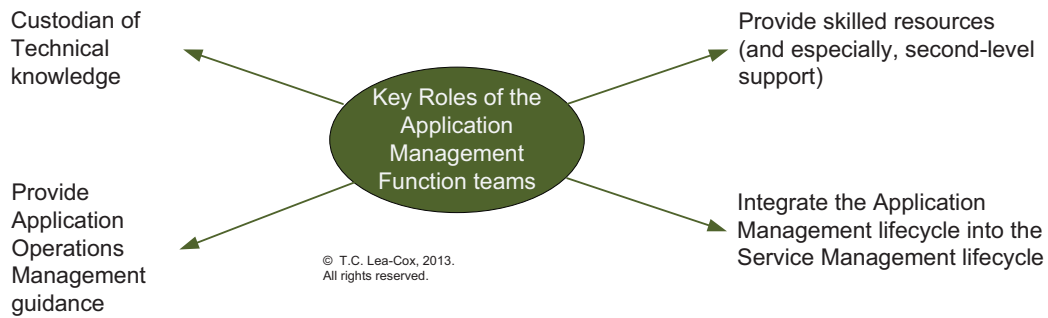 Custodian of
Technical
knowledge
Provide skilled resources
(and especially, second-level
support)
Key Roles of the
Application
Management
Function teams
Provide
Application
Operations
Management
guidance
Integrate the Application
Management lifecycle into the
Service Management lifecycle
© T.C. Lea-Cox, 2013.
All rights reserved.